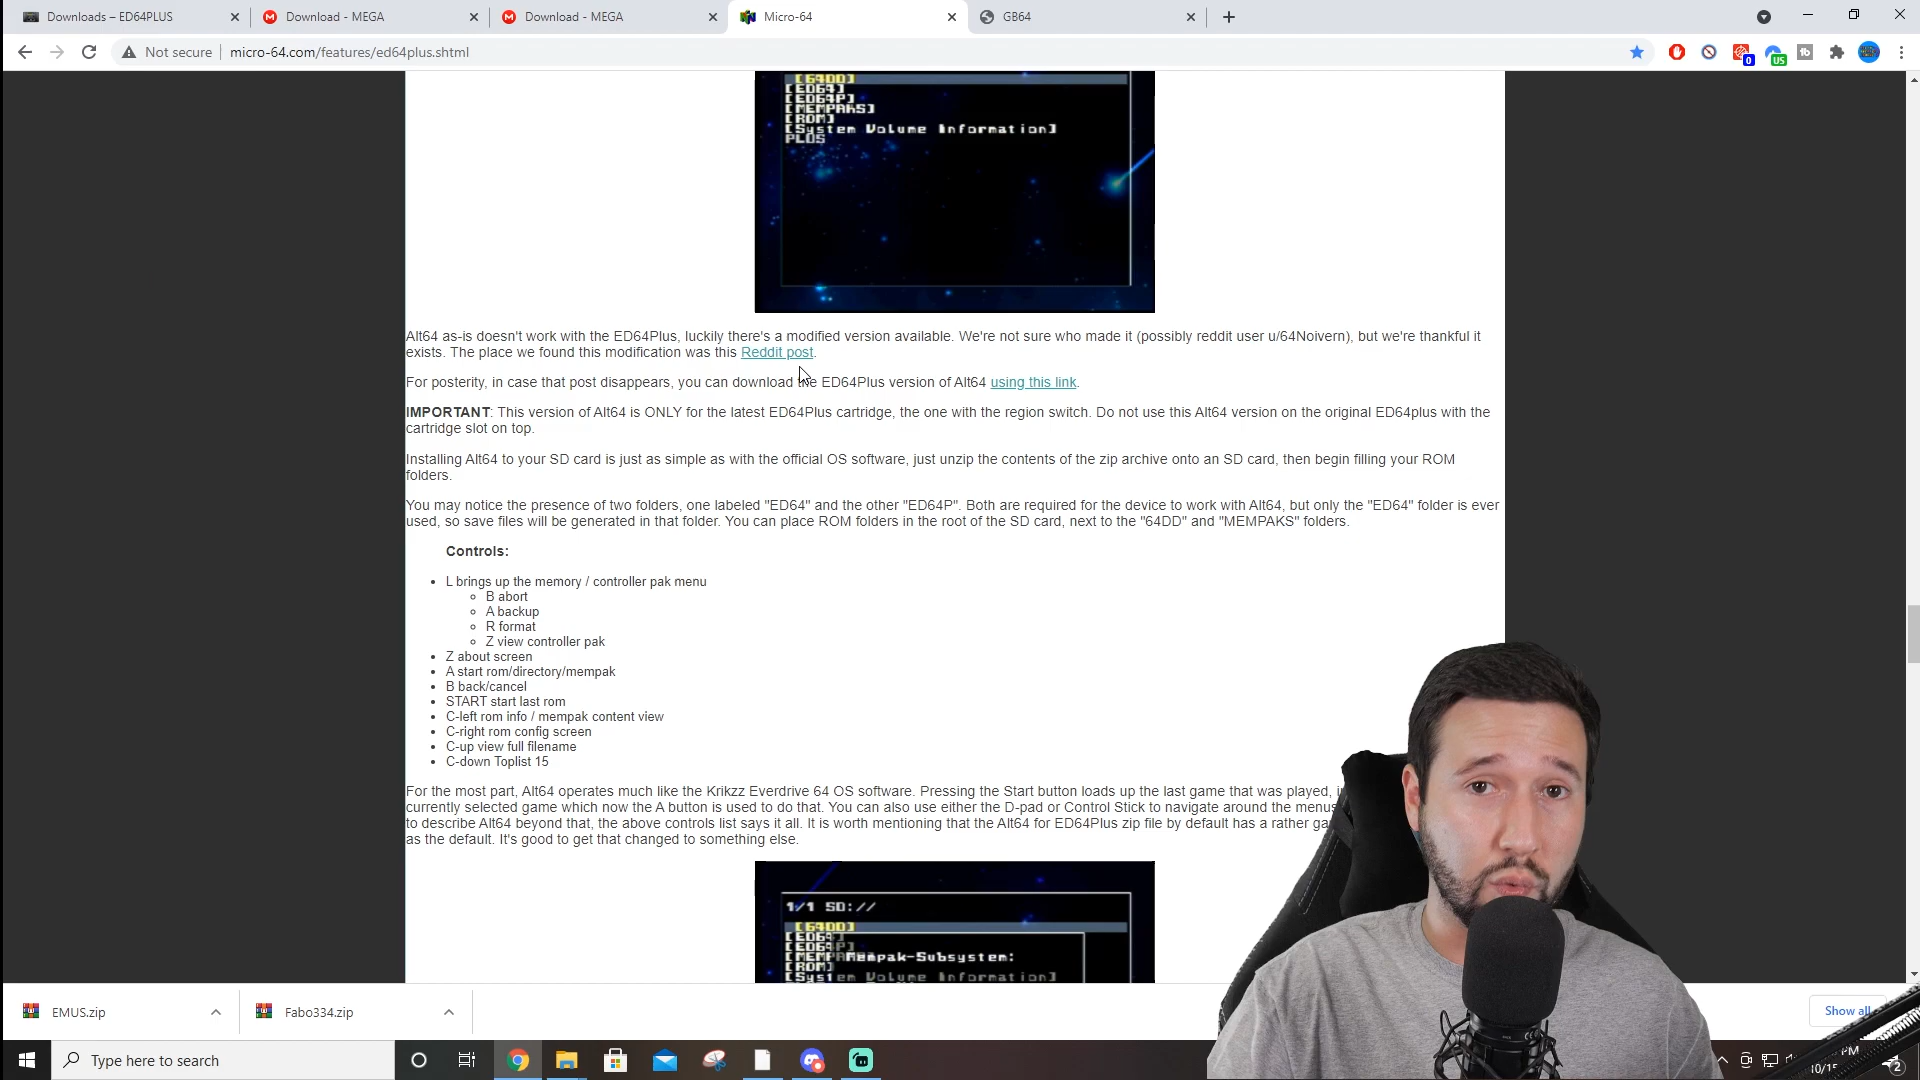 Downloads – ED64PLUS
Download - MEGA
Download - MEGA
Micro-64
GB64
Not secure
micro-64.com/features/ed64plus.shtml
0
US
[64DD]
[ED64]
[ED64P]
[MEMPAKS]
[ROM]
[System Volume Information]
PLUS
Alt64 as-is doesn't work with the ED64Plus, luckily there's a modified version available. We're not sure who made it (possibly reddit user u/64Noivern), but we're thankful it
exists. The place we found this modification was this Reddit post.
For posterity, in case that post disappears, you can download the ED64Plus version of Alt64 using this link.
IMPORTANT: This version of Alt64 is ONLY for the latest ED64Plus cartridge, the one with the region switch. Do not use this Alt64 version on the original ED64plus with the
cartridge slot on top.
Installing Alt64 to your SD card is just as simple as with the official OS software, just unzip the contents of the zip archive onto an SD card, then begin filling your ROM
folders.
You may notice the presence of two folders, one labeled "ED64" and the other "ED64P". Both are required for the device to work with Alt64, but only the "ED64" folder is ever
used, so save files will be generated in that folder. You can place ROM folders in the root of the SD card, next to the "64DD" and "MEMPAKS" folders.
Controls:
• L brings up the memory / controller pak menu
◦ B abort
◦ A backup
◦ R format
◦ Z view controller pak
• Z about screen
• A start rom/directory/mempak
• B back/cancel
• START start last rom
• C-left rom info / mempak content view
• C-right rom config screen
• C-up view full filename
• C-down Toplist 15
For the most part, Alt64 operates much like the Krikzz Everdrive 64 OS software. Pressing the Start button loads up the last game that was played,
currently selected game which now the A button is used to do that. You can also use either the D-pad or Control Stick to navigate around the menus
to describe Alt64 beyond that, the above controls list says it all. It is worth mentioning that the Alt64 for ED64Plus zip file by default has a rather
as the default. It's good to get that changed to something else.
1/1 SD://
[64DD]
[ED64]
[ED64P]
Mempak-Subsystem:
[ROM]
[System Volume Information]
EMUS.zip
Fabo334.zip
Show all
Type here to search
PM
2